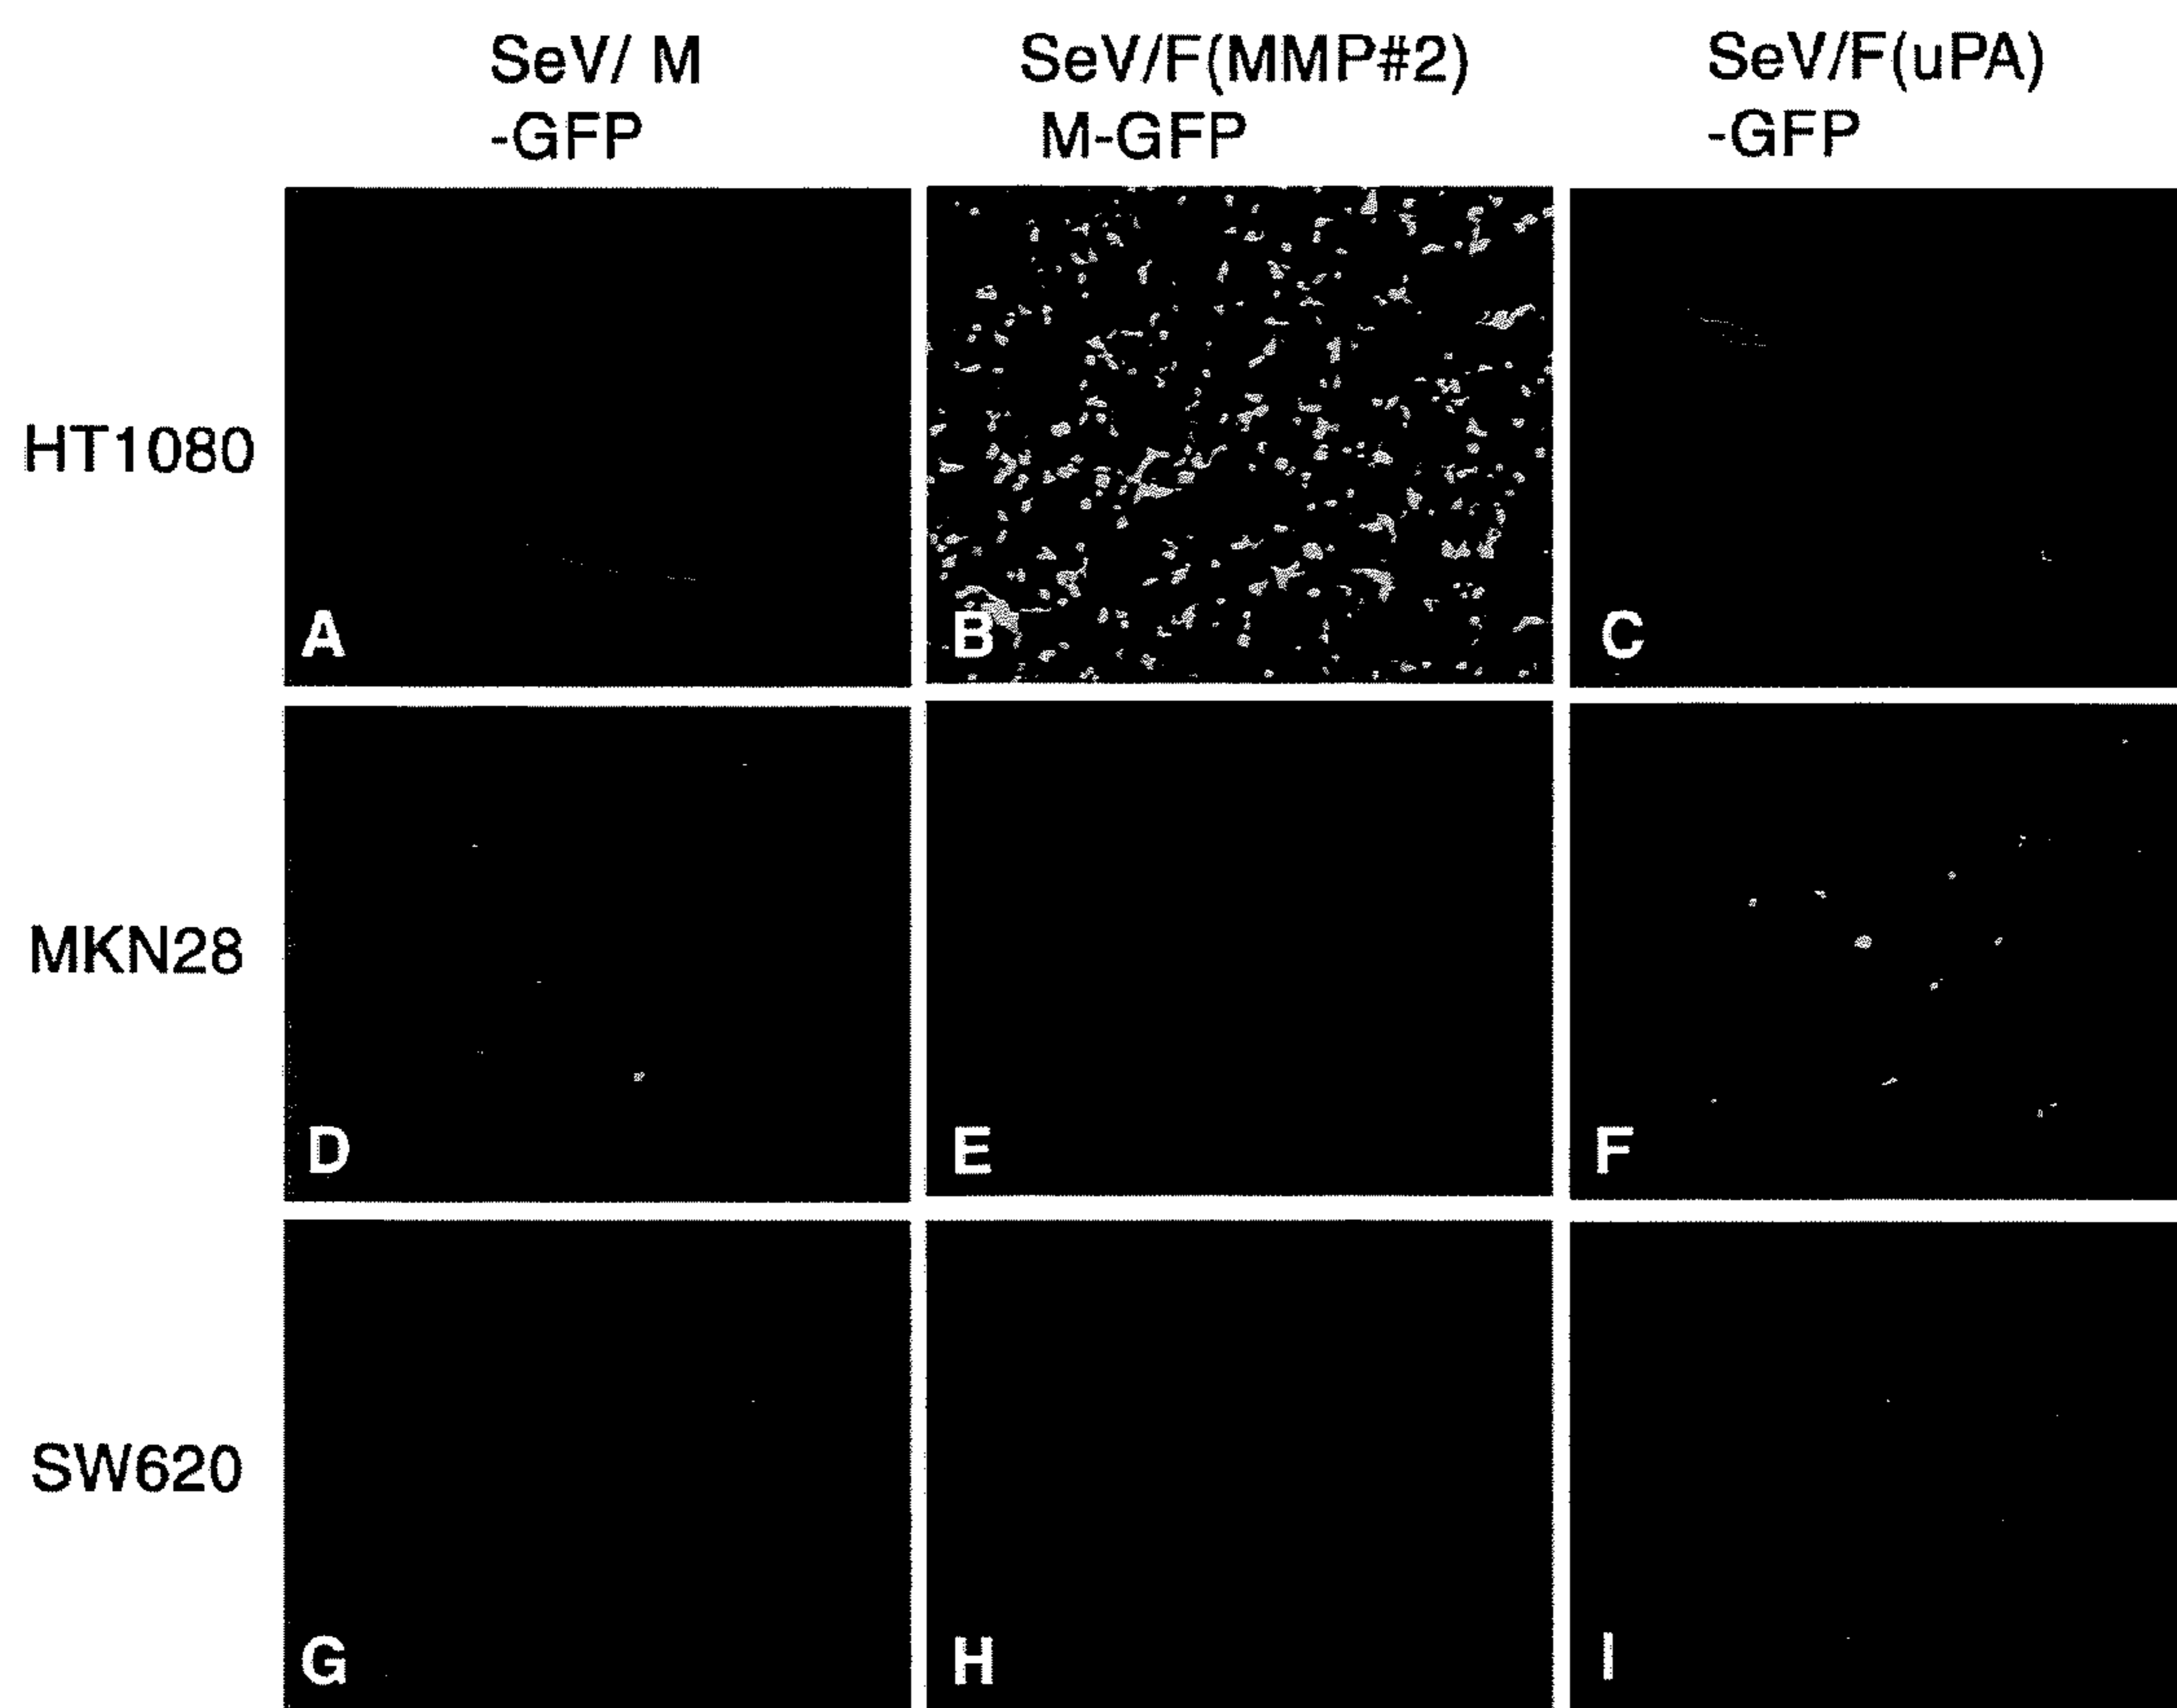 SeV/ M
-GFP
SeV/F(MMP#2)
M-GFP
SeV/F(uPA)
-GFP
HT1080
A
B
C
MKN28
D
E
F
SW620
G
H
I